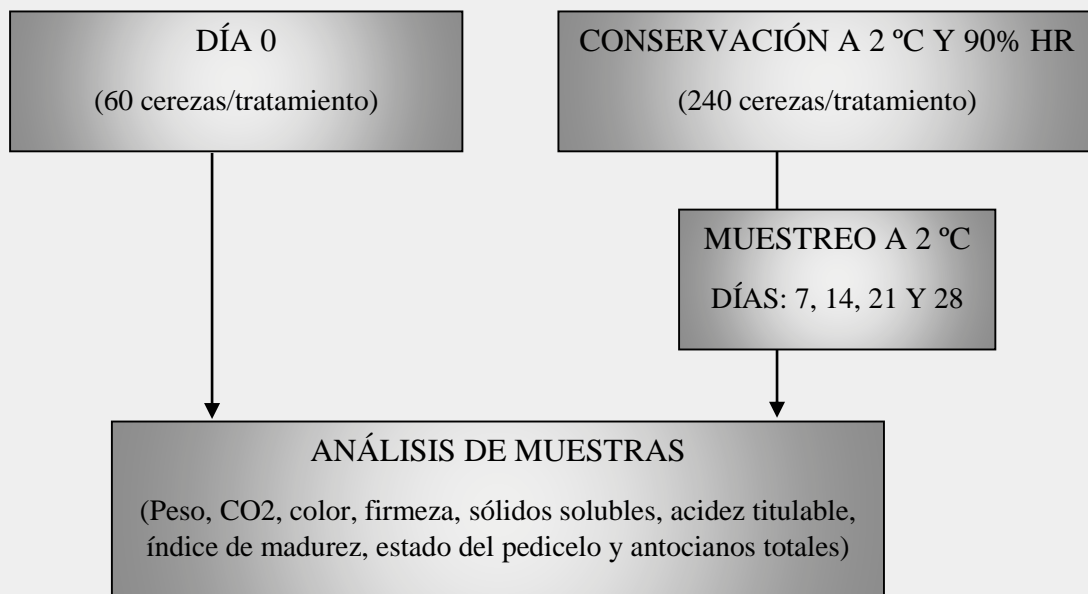 DÍA 0
(60 cerezas/tratamiento)
CONSERVACIÓN A 2 ºC Y 90% HR
(240 cerezas/tratamiento)
MUESTREO A 2 ºC
DÍAS: 7, 14, 21 Y 28
ANÁLISIS DE MUESTRAS
(Peso, CO2, color, firmeza, sólidos solubles, acidez titulable,
índice de madurez, estado del pedicelo y antocianos totales)